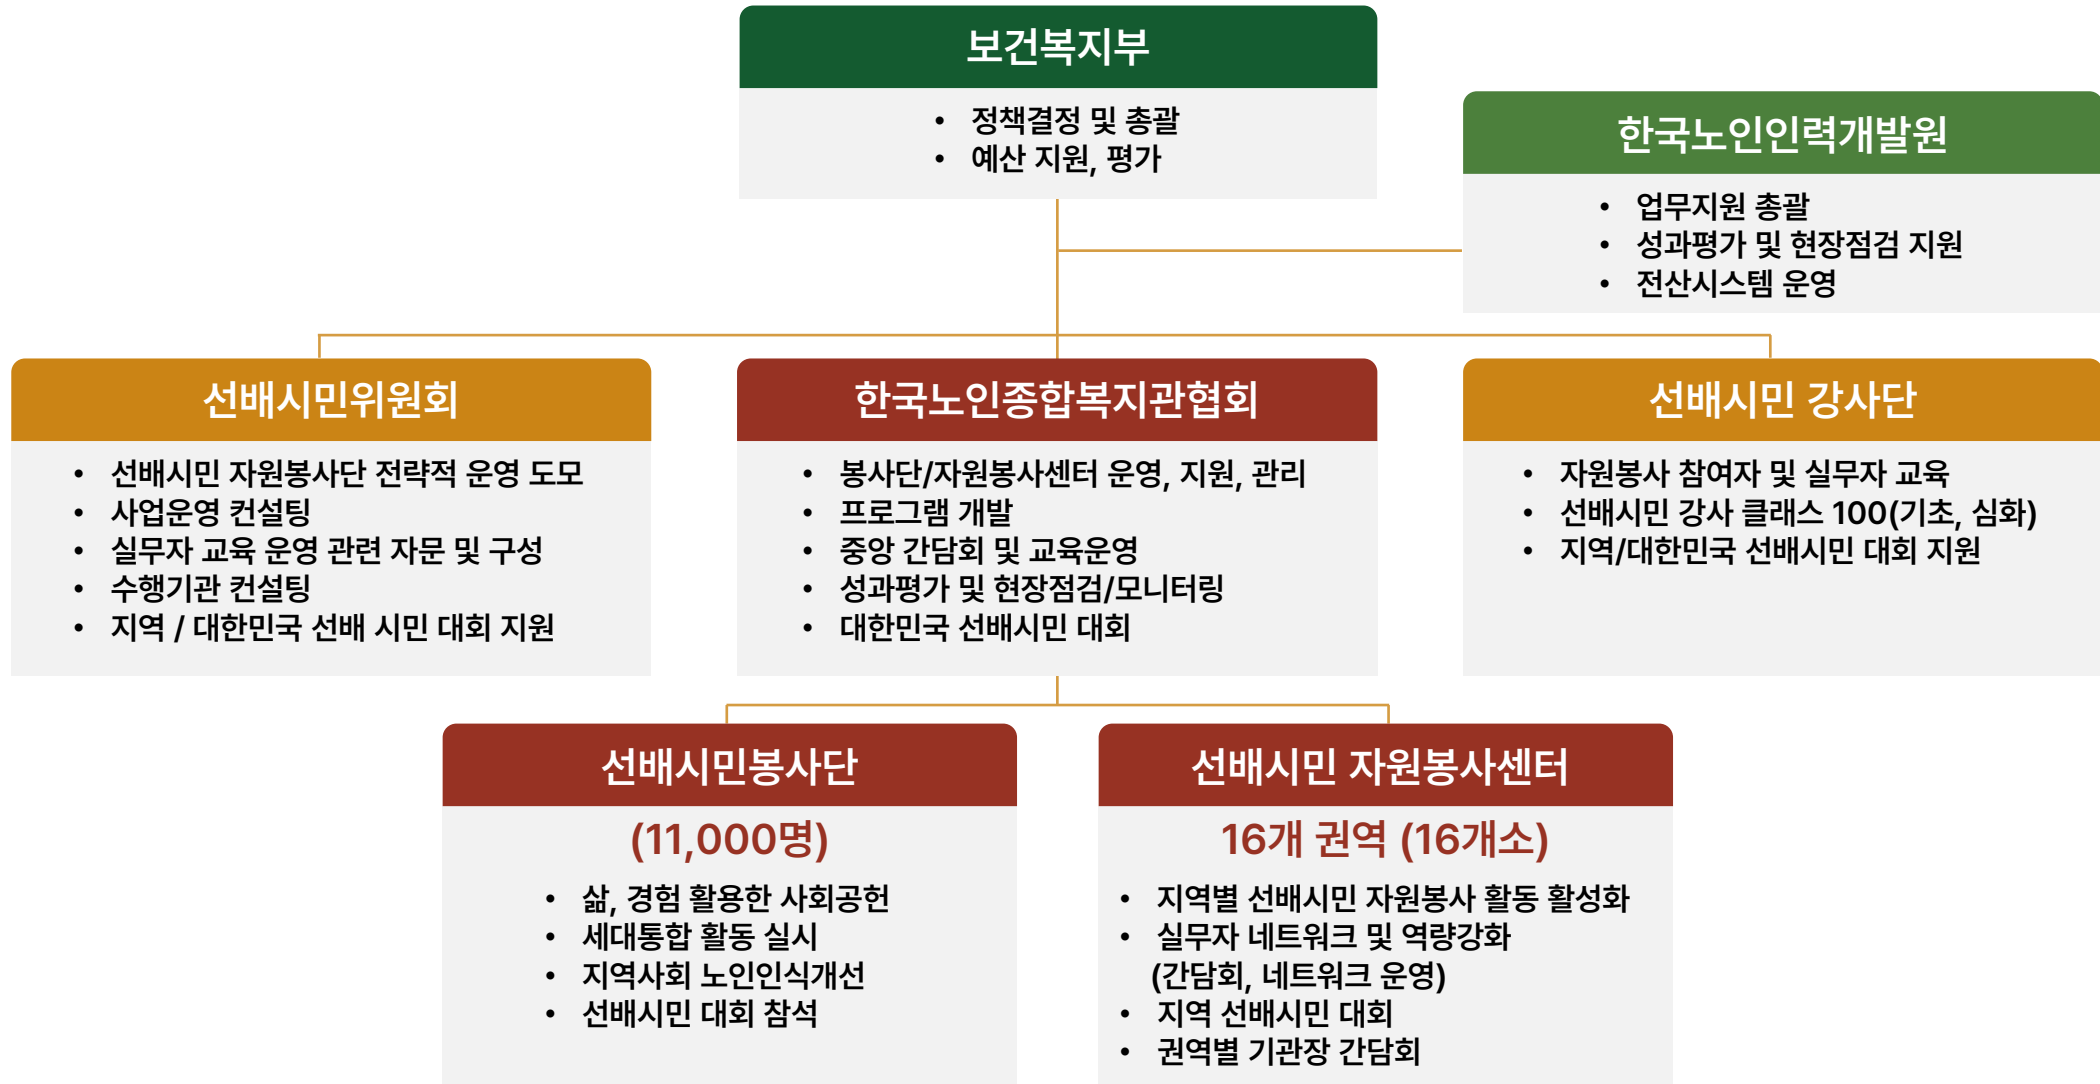 보건복지부
• 정책결정 및 총괄
• 예산 지원, 평가
한국노인인력개발원
• 업무지원 총괄
• 성과평가 및 현장점검 지원
• 전산시스템 운영
선배시민위원회
• 선배시민 자원봉사단 전략적 운영 도모
• 사업운영 컨설팅
• 실무자 교육 운영 관련 자문 및 구성
• 수행기관 컨설팅
• 지역 / 대한민국 선배 시민 대회 지원
한국노인종합복지관협회
• 봉사단/자원봉사센터 운영, 지원, 관리
• 프로그램 개발
• 중앙 간담회 및 교육운영
• 성과평가 및 현장점검/모니터링
• 대한민국 선배시민 대회
선배시민 강사단
• 자원봉사 참여자 및 실무자 교육
• 선배시민 강사 클래스 100(기초, 심화)
• 지역/대한민국 선배시민 대회 지원
선배시민봉사단
(11,000명)
• 삶, 경험 활용한 사회공헌
• 세대통합 활동 실시
• 지역사회 노인인식개선
• 선배시민 대회 참석
선배시민 자원봉사센터
16개 권역 (16개소)
• 지역별 선배시민 자원봉사 활동 활성화
• 실무자 네트워크 및 역량강화
(간담회, 네트워크 운영)
• 지역 선배시민 대회
• 권역별 기관장 간담회